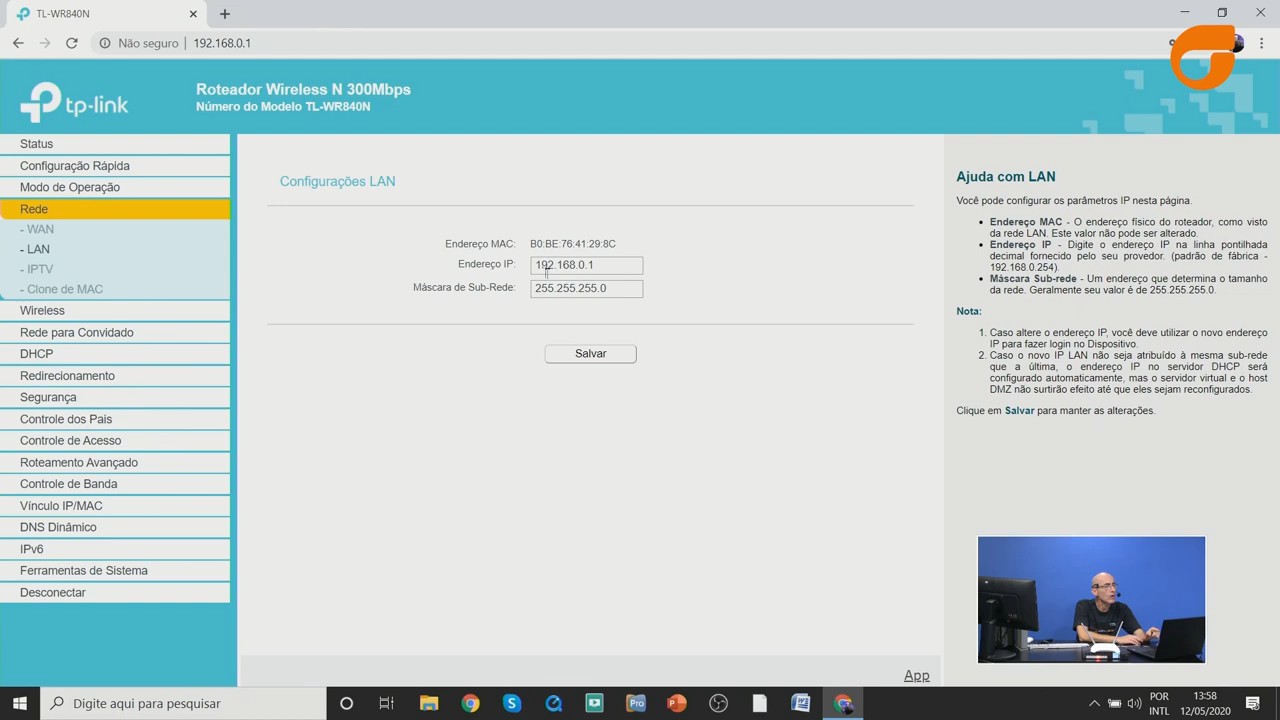 TL-WR840N
Não seguro | 192.168.0.1
tp-link
Roteador Wireless N 300Mbps
Número do Modelo TL-WR840N
Status
Configuração Rápida
Modo de Operação
Rede
- WAN
- LAN
- IPTV
- Clone de MAC
Wireless
Rede para Convidado
DHCP
Redirecionamento
Segurança
Controle dos Pais
Controle de Acesso
Roteamento Avançado
Controle de Banda
Vínculo IP/MAC
DNS Dinâmico
IPv6
Ferramentas de Sistema
Desconectar
Configurações LAN
Endereço MAC: B0:BE:76:41:29:8C
Endereço IP: 192.168.0.1
Máscara de Sub-Rede: 255.255.255.0
Salvar
App
Ajuda com LAN
Você pode configurar os parâmetros IP nesta página.
• Endereço MAC - O endereço físico do roteador, como visto
da rede LAN. Este valor não pode ser alterado.
• Endereço IP - Digite o endereço IP na linha pontilhada
decimal fornecido pelo seu provedor. (padrão de fábrica -
192.168.0.254).
• Máscara Sub-rede - Um endereço que determina o tamanho
da rede. Geralmente seu valor é de 255.255.255.0.
Nota:
1. Caso altere o endereço IP, você deve utilizar o novo endereço
IP para fazer login no Dispositivo.
2. Caso o novo IP LAN não seja atribuído à mesma sub-rede
que a última, o endereço IP no servidor DHCP será
configurado automaticamente, mas o servidor virtual e o host
DMZ não surtirão efeito até que eles sejam reconfigurados.
Clique em Salvar para manter as alterações.
Digite aqui para pesquisar
Pro
POR
INTL
13:58
12/05/2020